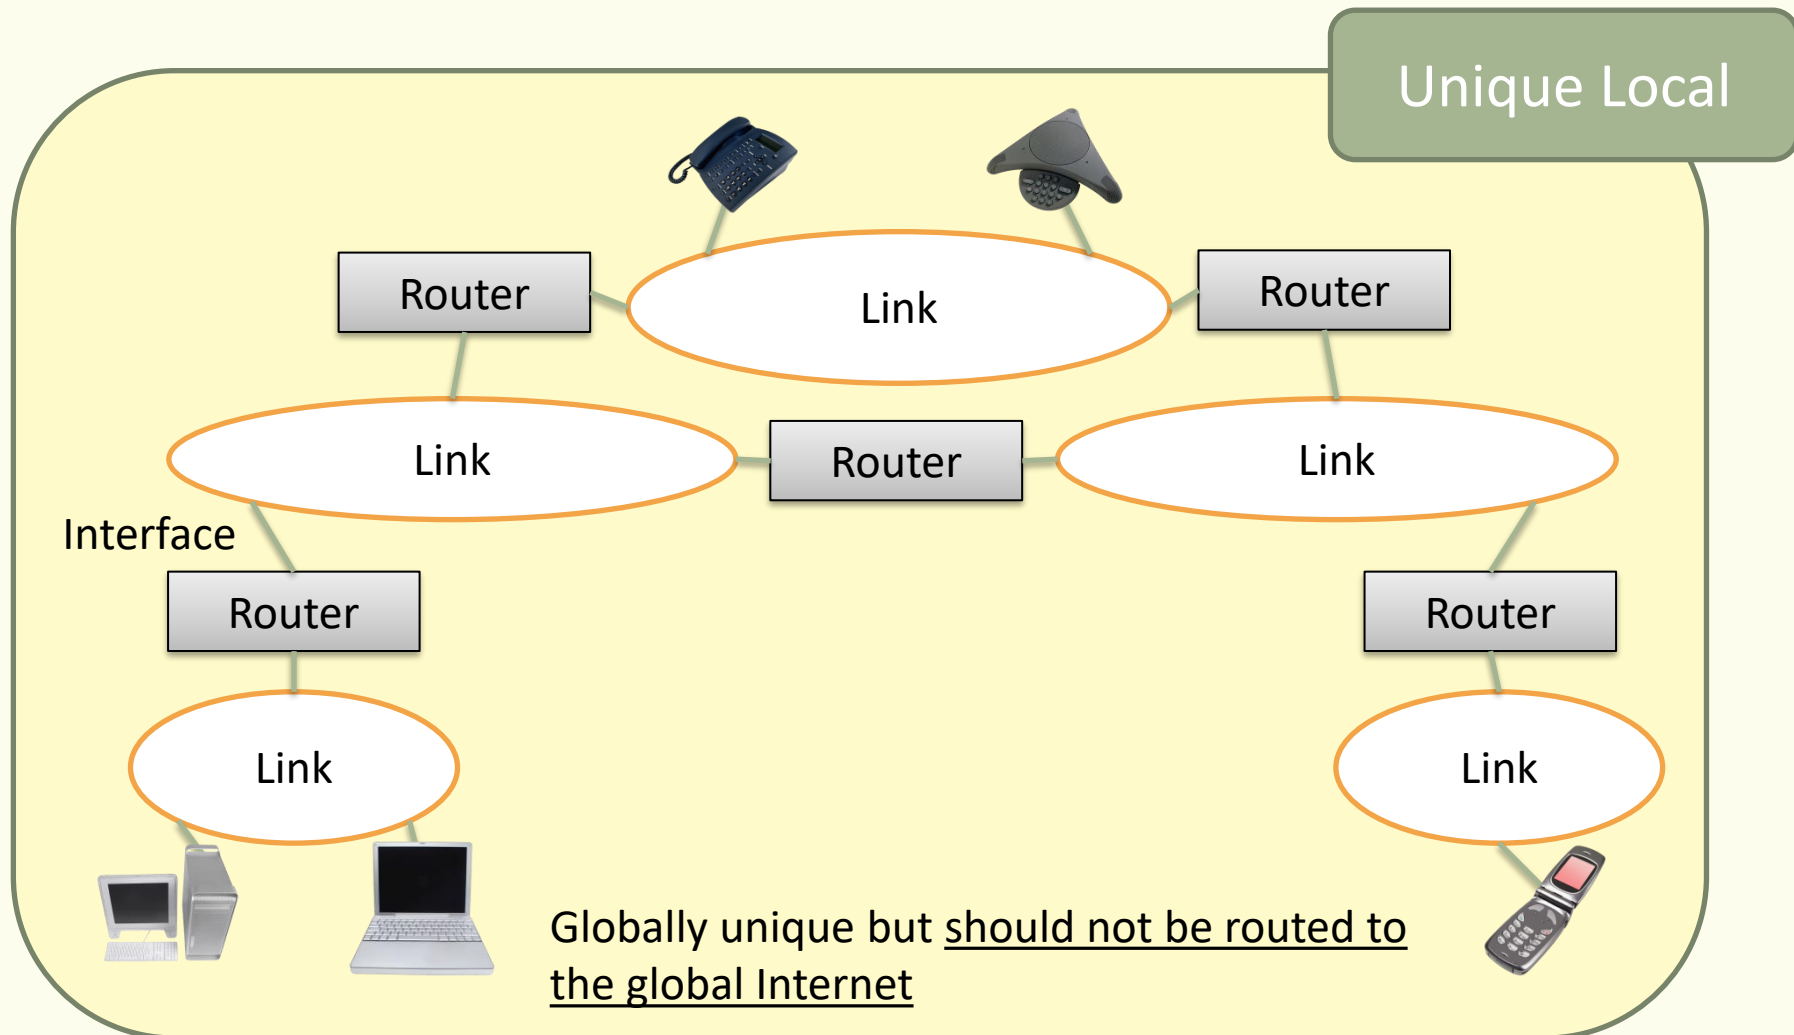 Unique Local
Router
Link
Router
Link
Router
Link
Interface
Router
Router
Link
Link
Globally unique but should not be routed to
the global Internet